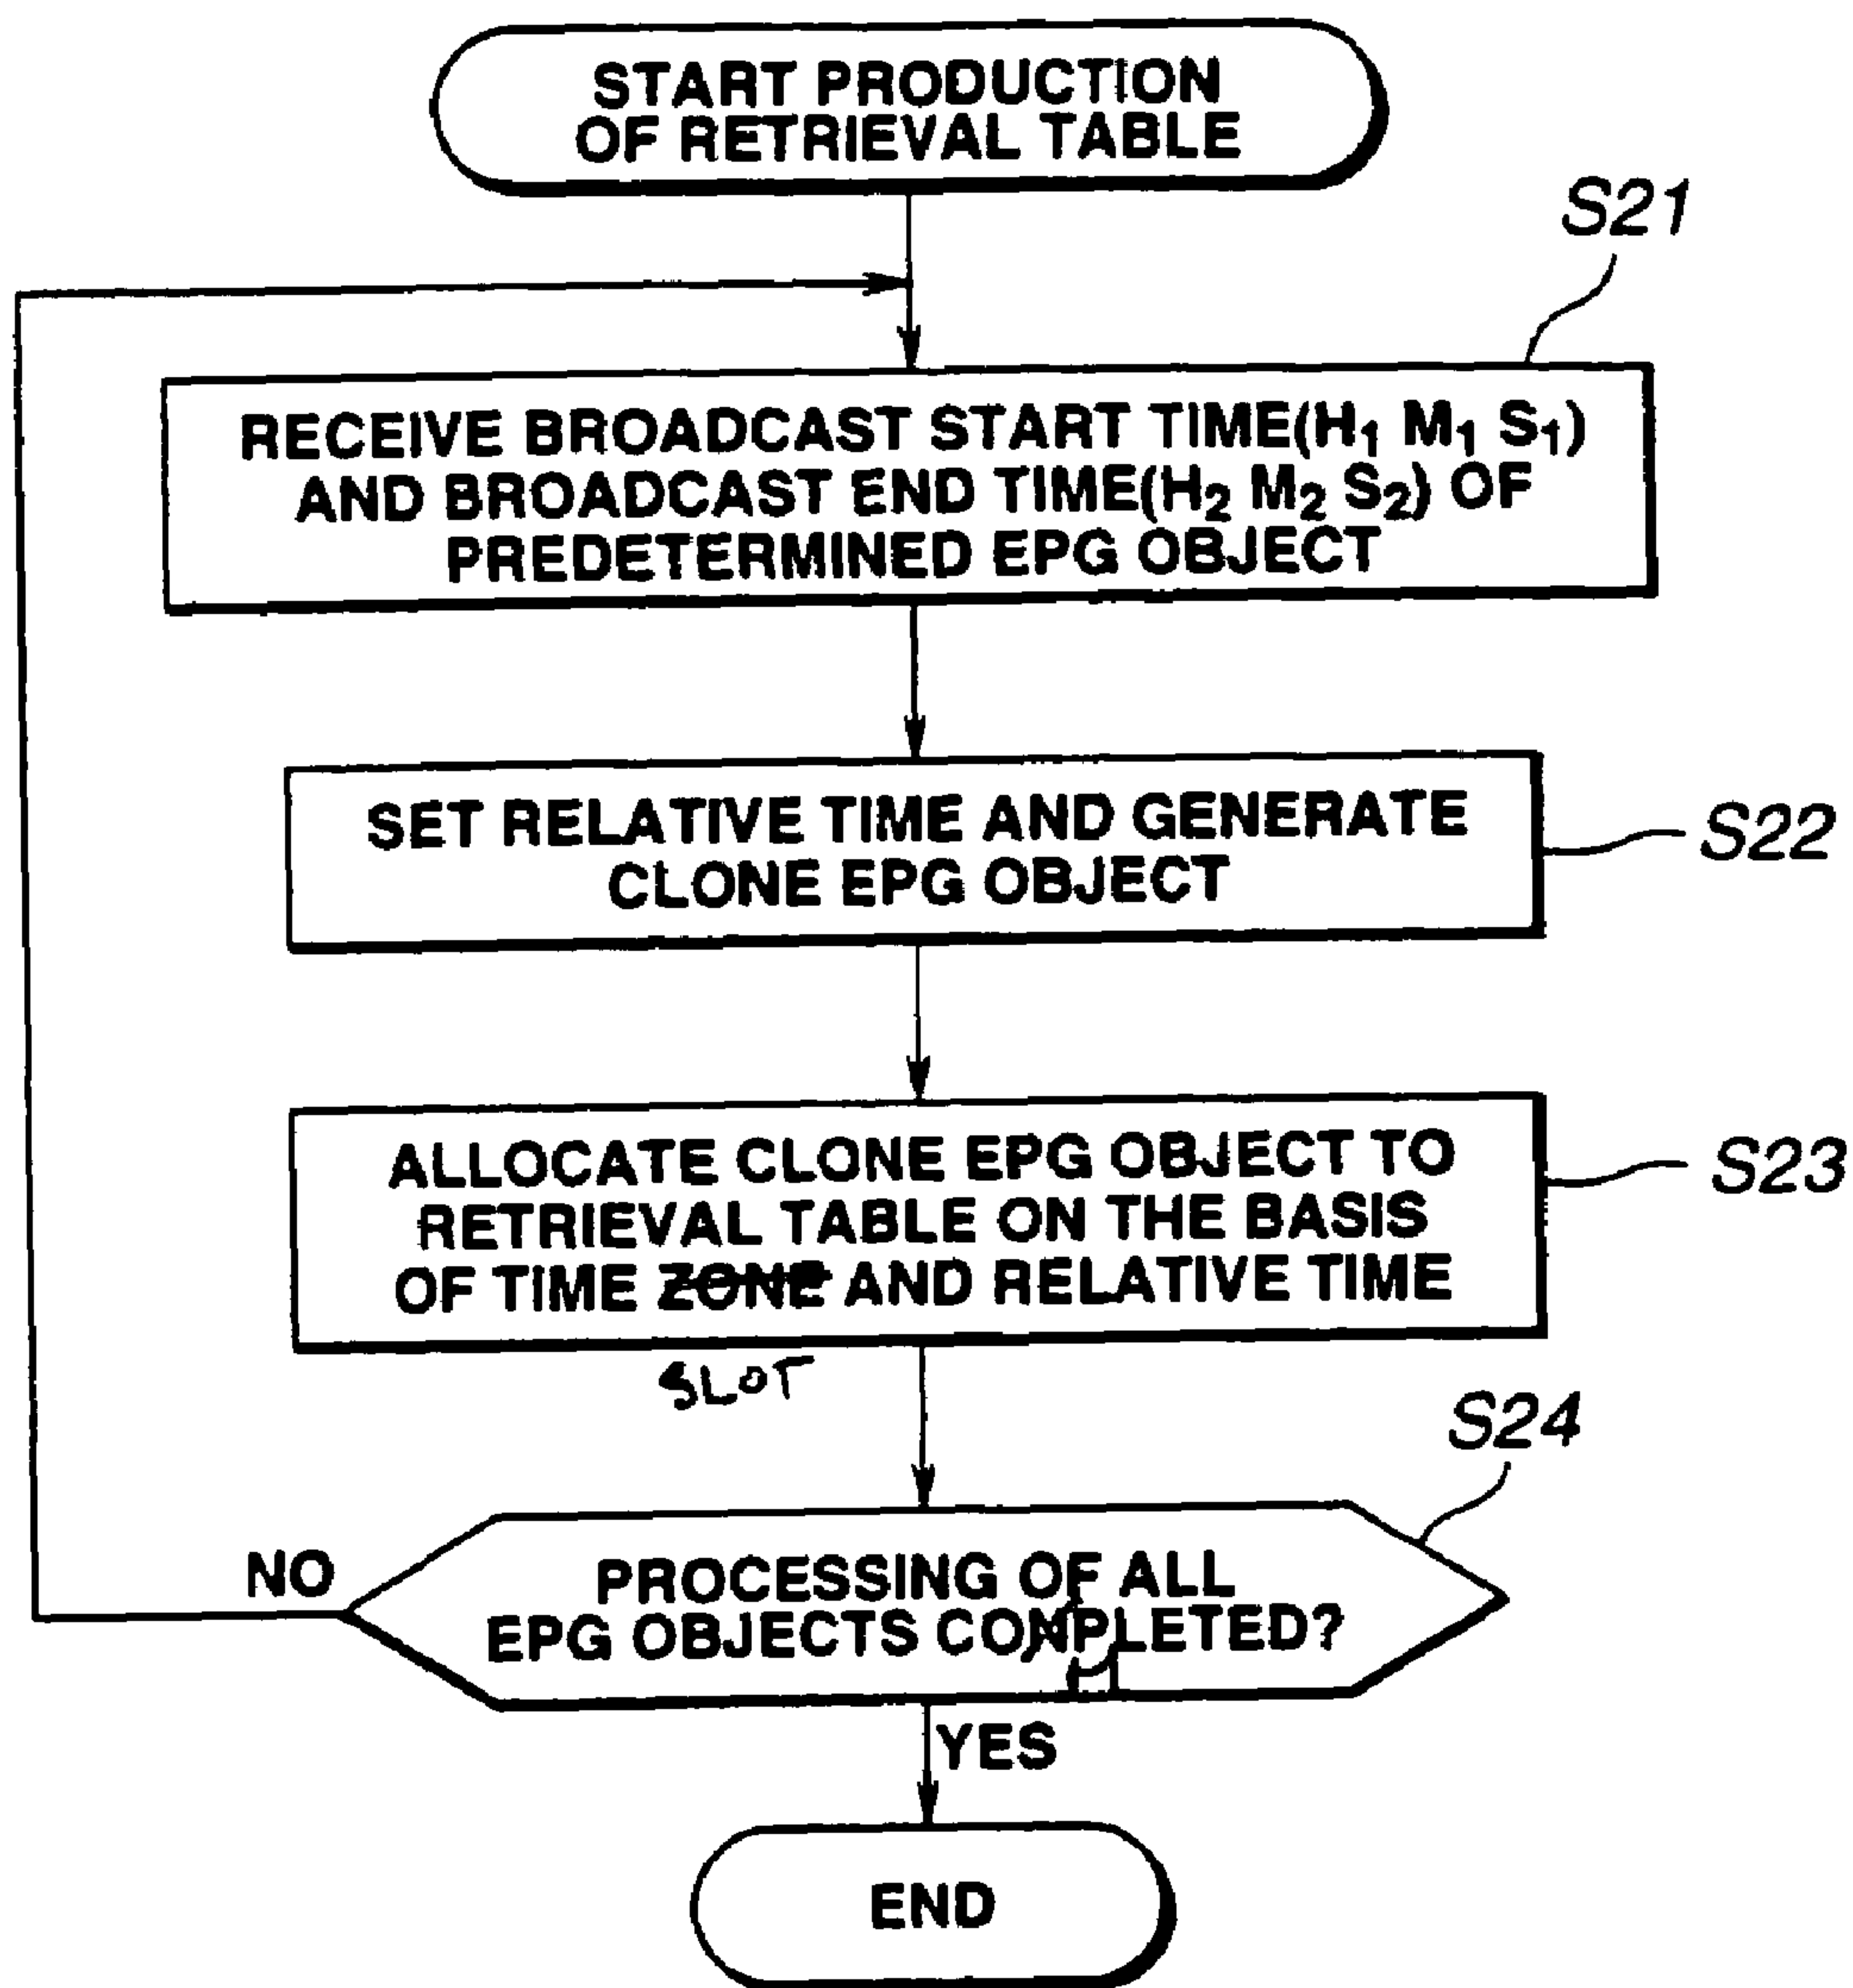 START PRODUCTION
OF RETRIEVAL TABLE
S21
RECEIVE BROADCAST START TIME(H₁ M₁ S₁)
AND BROADCAST END TIME(H₂ M₂ S₂) OF
PREDETERMINED EPG OBJECT
SET RELATIVE TIME AND GENERATE
CLONE EPG OBJECT
S22
ALLOCATE CLONE EPG OBJECT TO
RETRIEVAL TABLE ON THE BASIS
OF TIME ZONE AND RELATIVE TIME
S23
SLOT
S24
NO
PROCESSING OF ALL
EPG OBJECTS COMPLETED?
YES
END